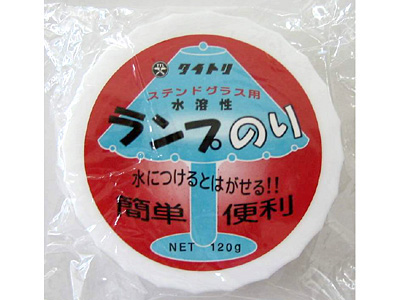 タイトリ
ステンドグラス用
水溶性
ランプのり
水につけるとはがせる!!
簡単 便利
NET 120g